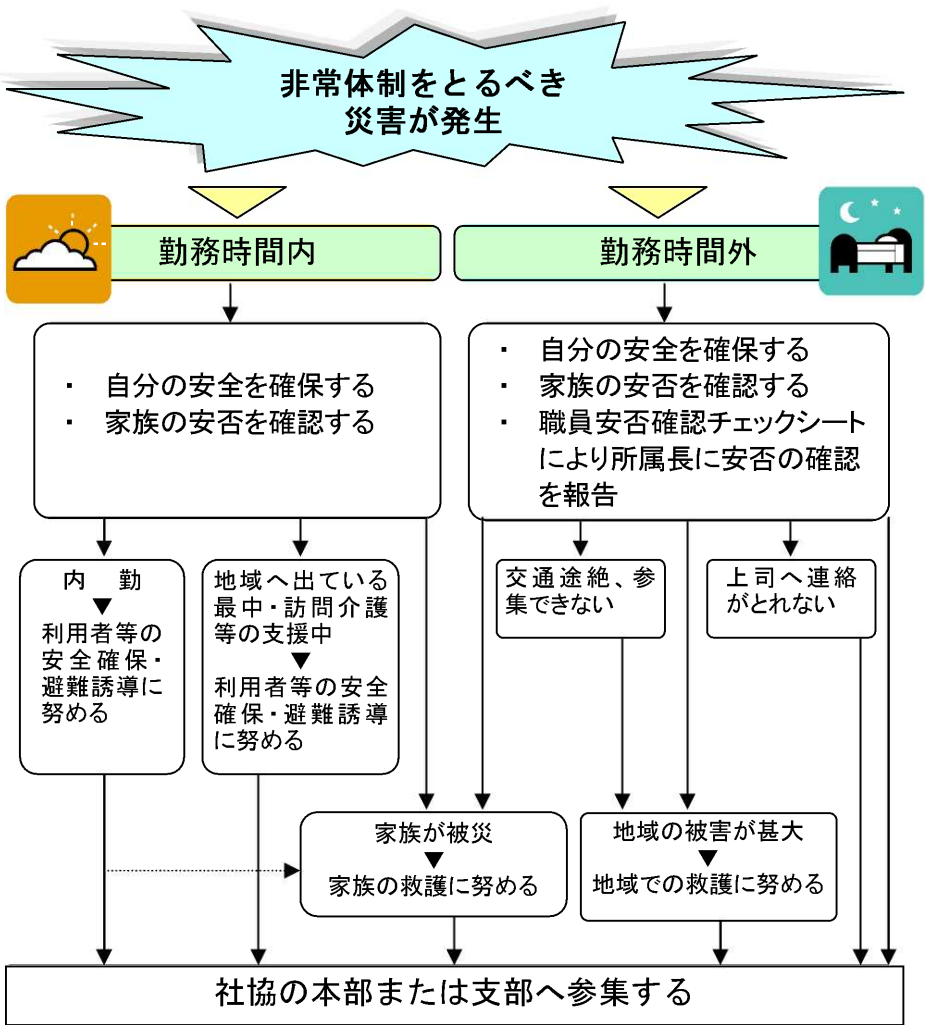 非常体制をとるべき
災害が発生
勤務時間内
勤務時間外
・ 自分の安全を確保する
・ 家族の安否を確認する
・ 自分の安全を確保する
・ 家族の安否を確認する
・ 職員安否確認チェックシート
により所属長に安否の確認
を報告
内 勤
▼
利用者等の
安全確保・
避難誘導に
努める
地域へ出ている
最中・訪問介護
等の支援中
▼
利用者等の安全
確保・避難誘導
に努める
交通途絶、参
集できない
上司へ連絡
がとれない
家族が被災
▼
家族の救護に努める
地域の被害が甚大
▼
地域での救護に努める
社協の本部または支部へ参集する